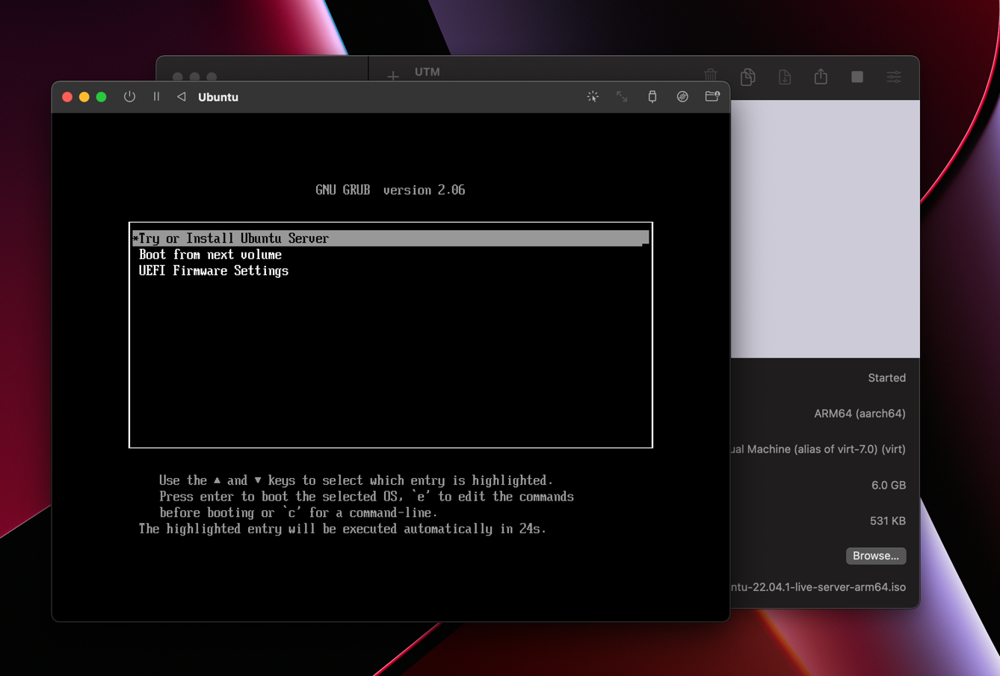 UTM
Ubuntu
GNU GRUB version 2.06
*Try or Install Ubuntu Server
Boot from next volume
UEFI Firmware Settings
Use the ▲ and ▼ keys to select which entry is highlighted.
Press enter to boot the selected OS, `e' to edit the commands
before booting or `c' for a command-line.
The highlighted entry will be executed automatically in 24s.
Started
ARM64 (aarch64)
ual Machine (alias of virt-7.0) (virt)
6.0 GB
531 KB
Browse...
ntu-22.04.1-live-server-arm64.iso